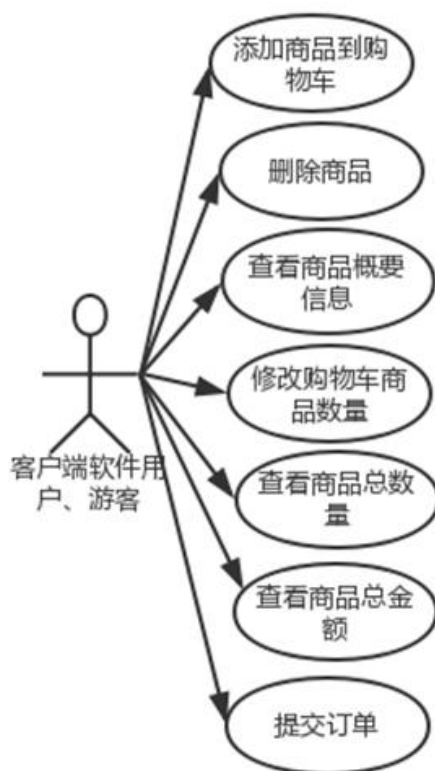 添加商品到购
物车
删除商品
查看商品概要
信息
修改购物车商
品数量
客户端软件用
户、游客
查看商品总数
量
查看商品总金
额
提交订单